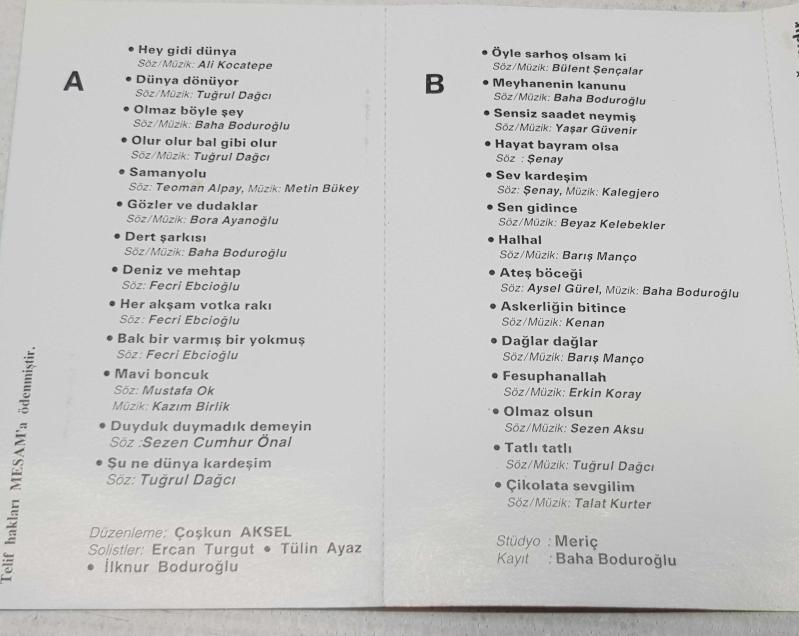 A
• Hey gidi dünya
Söz/Müzik: Ali Kocatepe
• Dünya dönüyor
Söz/Müzik: Tuğrul Dağcı
• Olmaz böyle şey
Söz/Müzik: Baha Boduroğlu
• Olur olur bal gibi olur
Söz/Müzik: Tuğrul Dağcı
• Samanyolu
Söz: Teoman Alpay, Müzik: Metin Bükey
• Gözler ve dudaklar
Söz/Müzik: Bora Ayanoğlu
• Dert şarkısı
Söz/Müzik: Baha Boduroğlu
• Deniz ve mehtap
Söz: Fecri Ebcioğlu
• Her akşam votka rakı
Söz: Fecri Ebcioğlu
• Bak bir varmış bir yokmuş
Söz: Fecri Ebcioğlu
• Mavi boncuk
Söz: Mustafa Ok
Müzik: Kazım Birlik
• Duyduk duymadık demeyin
Söz :Sezen Cumhur Önal
• Şu ne dünya kardeşim
Söz: Tuğrul Dağcı
Düzenleme: Çoşkun AKSEL
Solistler: Ercan Turgut • Tülin Ayaz
• İlknur Boduroğlu
Telif hakları MESAM'a ödenmiştir.
B
• Öyle sarhoş olsam ki
Söz/Müzik: Bülent Şençalar
• Meyhanenin kanunu
Söz/Müzik: Baha Boduroğlu
• Sensiz saadet neymiş
Söz/Müzik: Yaşar Güvenir
• Hayat bayram olsa
Söz : Şenay
• Sev kardeşim
Söz: Şenay, Müzik: Kalegjero
• Sen gidince
Söz/Müzik: Beyaz Kelebekler
• Halhal
Söz/Müzik: Barış Manço
• Ateş böceği
Söz: Aysel Gürel, Müzik: Baha Boduroğlu
• Askerliğin bitince
Söz/Müzik: Kenan
• Dağlar dağlar
Söz/Müzik: Barış Manço
• Fesuphanallah
Söz/Müzik: Erkin Koray
• Olmaz olsun
Söz/Müzik: Sezen Aksu
• Tatlı tatlı
Söz/Müzik: Tuğrul Dağcı
• Çikolata sevgilim
Söz/Müzik: Talat Kurter
Stüdyo : Meriç
Kayıt : Baha Boduroğlu